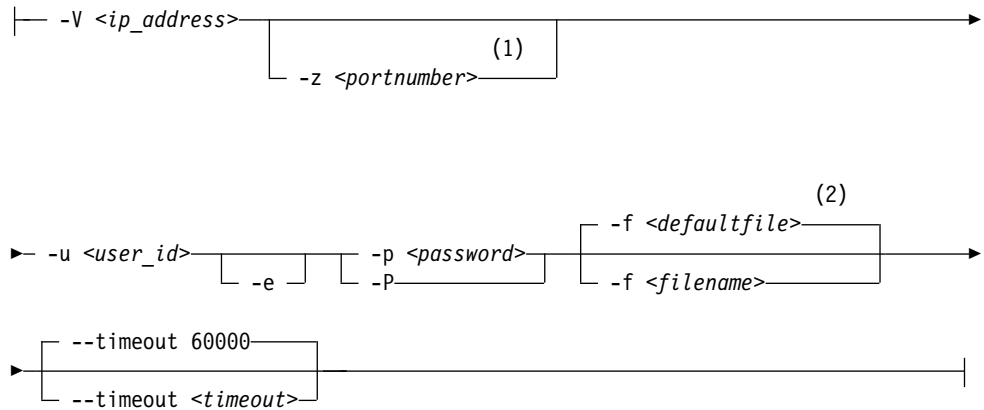 -V <ip_address>
(1)
-z <portnumber>
(2)
-f <defaultfile>
-u <user_id> -p <password>
-e -P -f <filename>
--timeout 60000
--timeout <timeout>